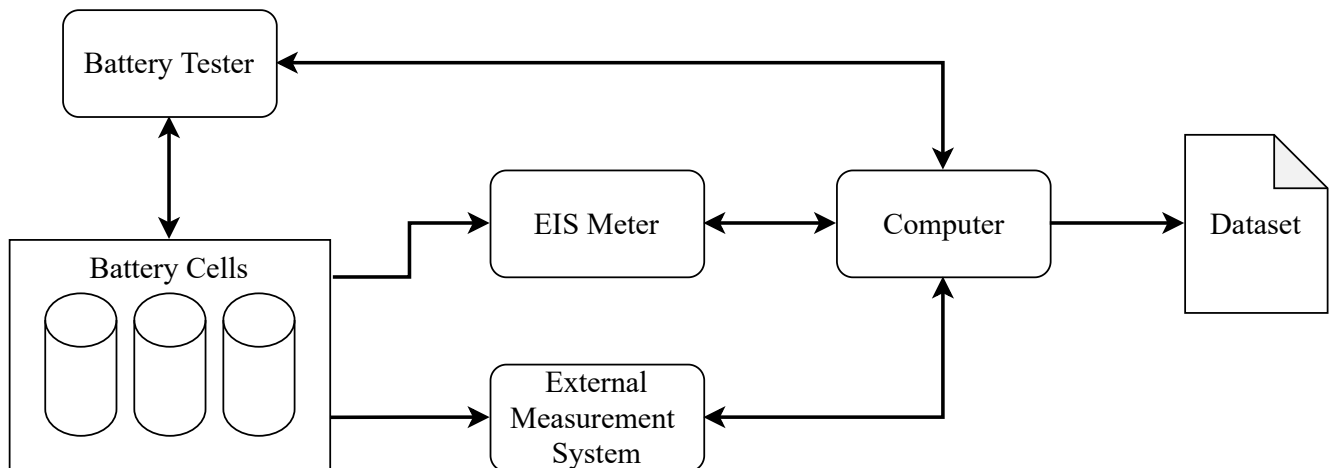 Battery Tester
EIS Meter
Computer
Dataset
Battery Cells
External
Measurement
System